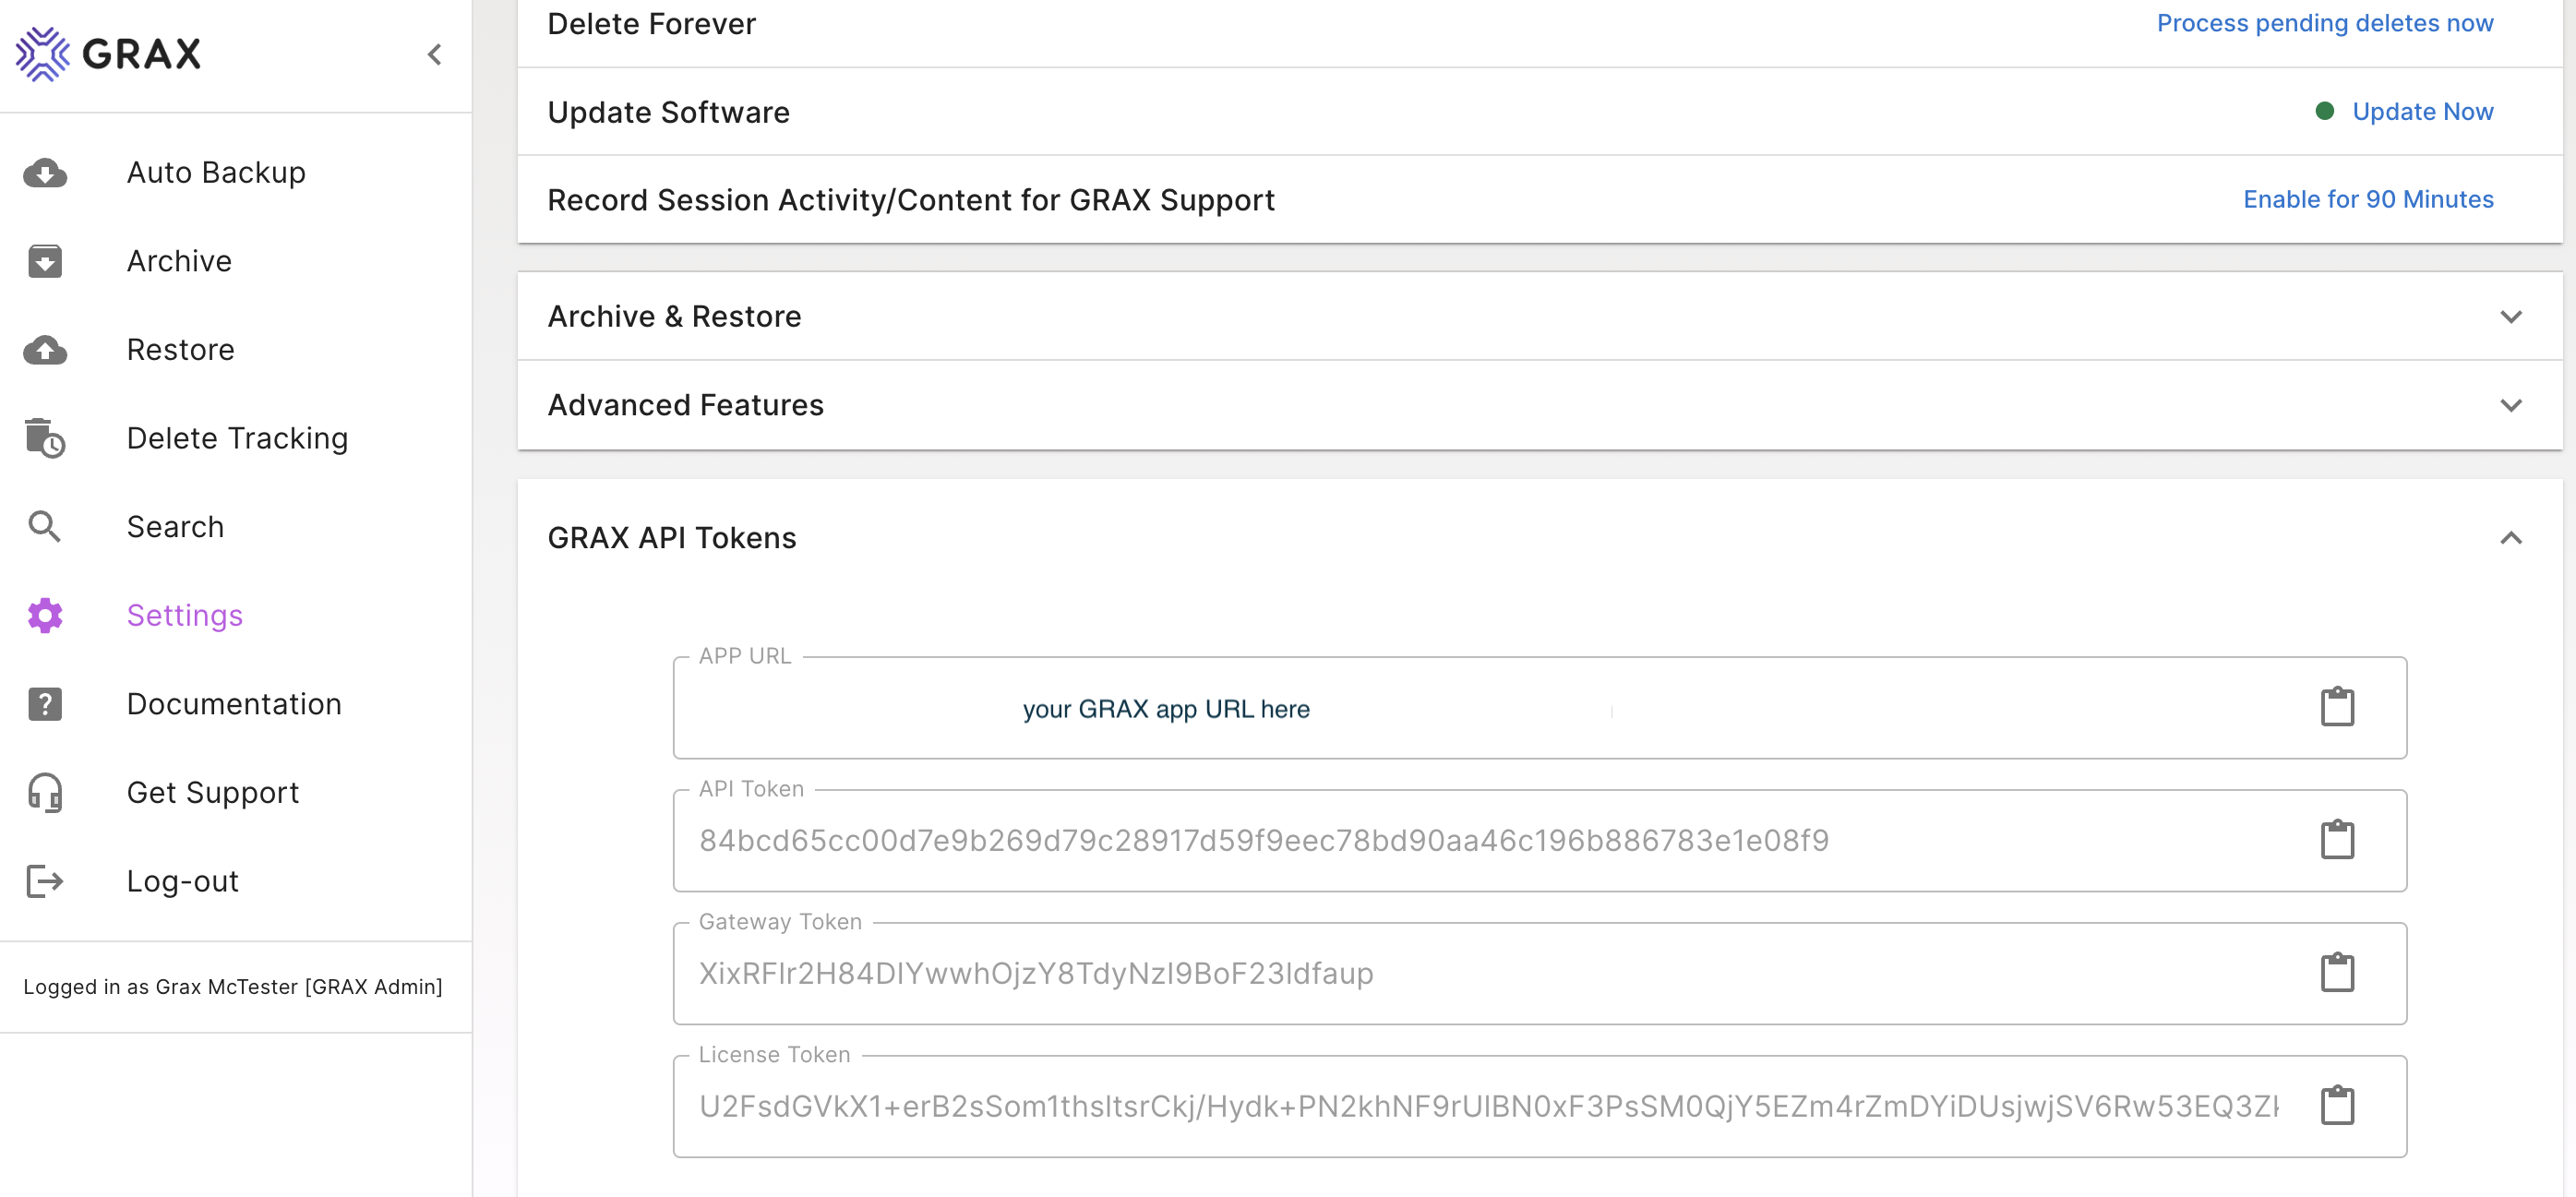 GRAX
Auto Backup
Archive
Restore
Delete Tracking
Search
Settings
Documentation
Get Support
Log-out
Logged in as Grax McTester [GRAX Admin]
Delete Forever
Process pending deletes now
Update Software
Update Now
Record Session Activity/Content for GRAX Support
Enable for 90 Minutes
Archive & Restore
Advanced Features
GRAX API Tokens
APP URL
your GRAX app URL here
API Token
84bcd65cc00d7e9b269d79c28917d59f9eec78bd90aa46c196b886783e1e08f9
Gateway Token
XixRFIr2H84DIYwwhOjzY8TdyNzI9BoF23ldfaup
License Token
U2FsdGVkX1+erB2sSom1thsltsrCkj/Hydk+PN2khNF9rUlBN0xF3PsSM0QjY5EZm4rZmDYiDUsjwjSV6Rw53EQ3Z